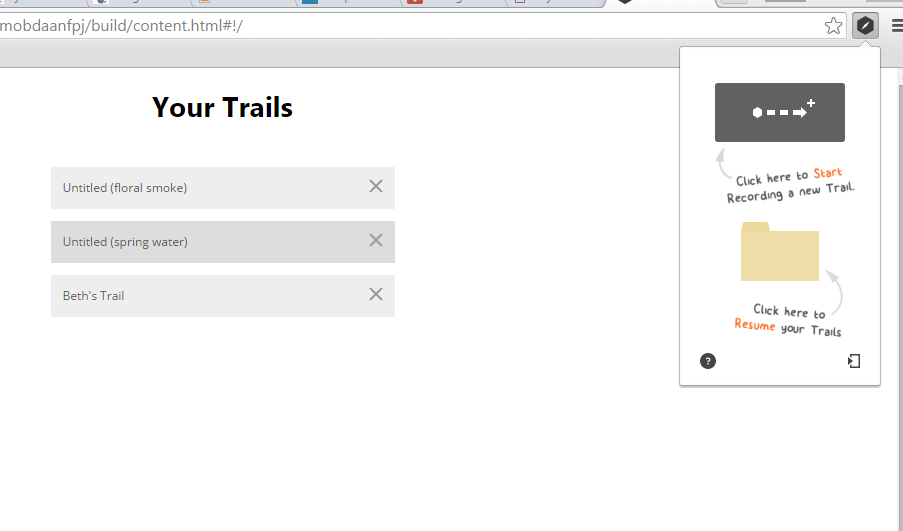 mobdaanfpj/build/content.html#!/
Your Trails
Untitled (floral smoke)
Untitled (spring water)
Beth's Trail
Click here to Start
Recording a new Trail.
Click here to
Resume your Trails
?